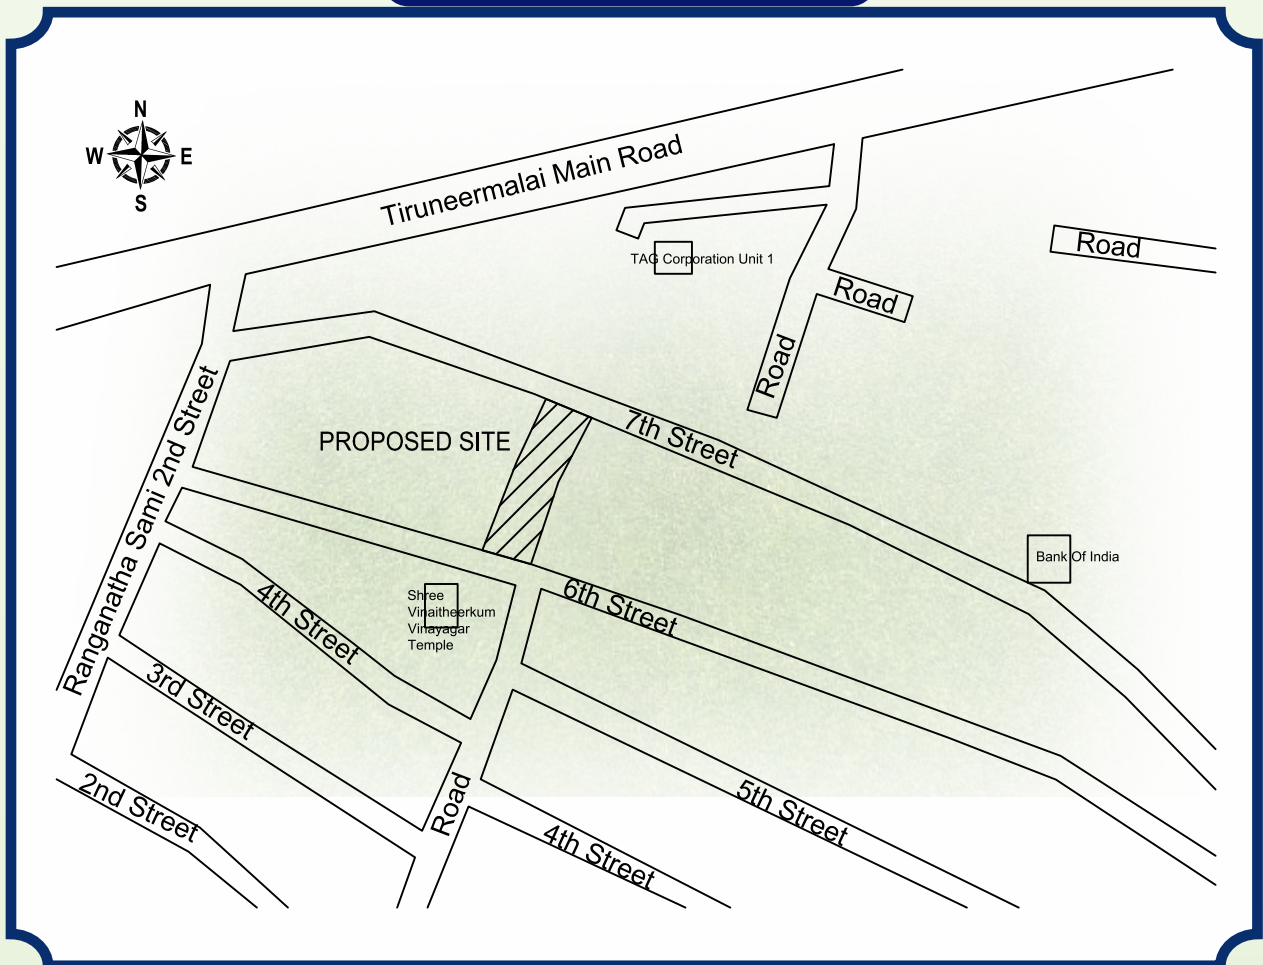 N
W
E
S
Tiruneermalai Main Road
TAG Corporation Unit 1
Road
Road
Road
Ranganatha Sami 2nd Street
PROPOSED SITE
7th Street
Bank Of India
6th Street
Shree
Vinaitheerkum
Vinayagar
Temple
4th Street
3rd Street
2nd Street
Road
5th Street
4th Street